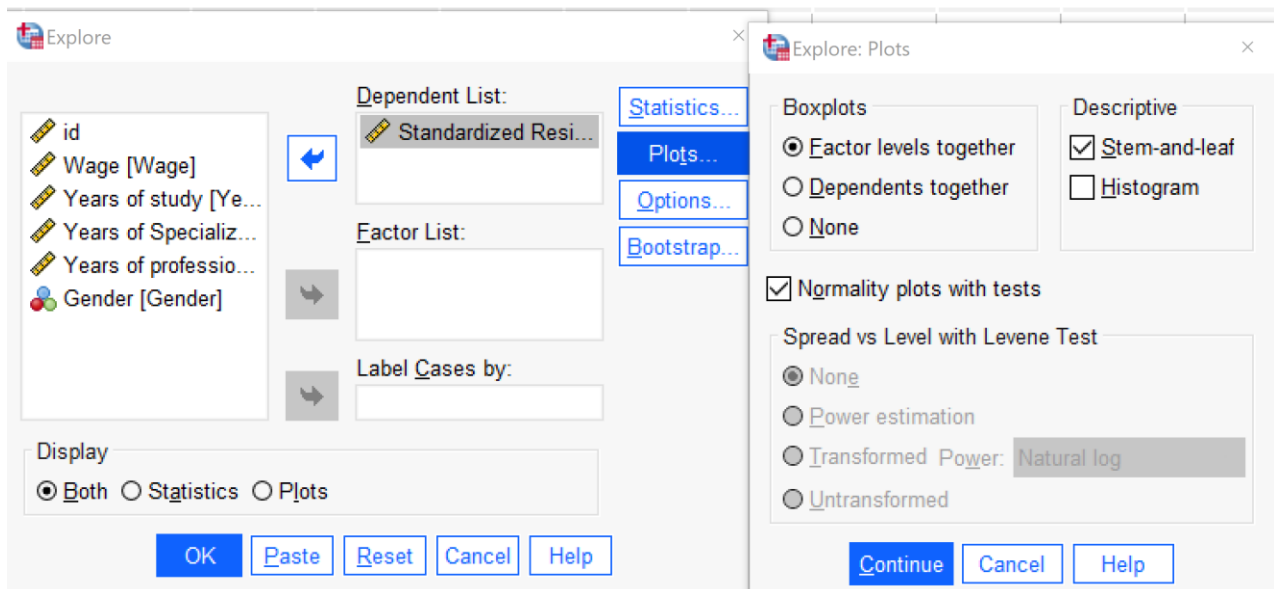 Explore
Dependent List:
Standardized Resi...
id
Wage [Wage]
Years of study [Ye...
Years of Specializ...
Years of professio...
Gender [Gender]
Factor List:
Label Cases by:
Statistics...
Plots...
Options...
Bootstrap...
Display
Both Statistics Plots
OK Paste Reset Cancel Help
Explore: Plots
Boxplots
Factor levels together
Dependents together
None
Descriptive
Stem-and-leaf
Histogram
Normality plots with tests
Spread vs Level with Levene Test
None
Power estimation
Transformed Power: Natural log
Untransformed
Continue Cancel Help